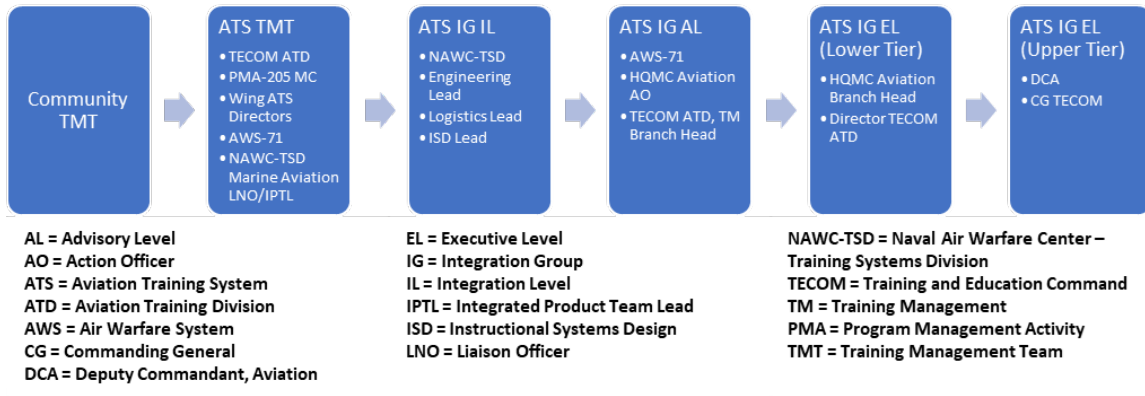 Community
TMT
ATS TMT
• TECOM ATD
• PMA-205 MC
• Wing ATS
Directors
• AWS-71
• NAWC-TSD
Marine Aviation
LNO/IPTL
ATS IG IL
• NAWC-TSD
• Engineering
Lead
• Logistics Lead
• ISD Lead
ATS IG AL
• AWS-71
• HQMC Aviation
AO
• TECOM ATD, TM
Branch Head
ATS IG EL
(Lower Tier)
• HQMC Aviation
Branch Head
• Director TECOM
ATD
ATS IG EL
(Upper Tier)
• DCA
• CG TECOM
AL = Advisory Level
AO = Action Officer
ATS = Aviation Training System
ATD = Aviation Training Division
AWS = Air Warfare System
CG = Commanding General
DCA = Deputy Commandant, Aviation
EL = Executive Level
IG = Integration Group
IL = Integration Level
IPTL = Integrated Product Team Lead
ISD = Instructional Systems Design
LNO = Liaison Officer
NAWC-TSD = Naval Air Warfare Center –
Training Systems Division
TECOM = Training and Education Command
TM = Training Management
PMA = Program Management Activity
TMT = Training Management Team